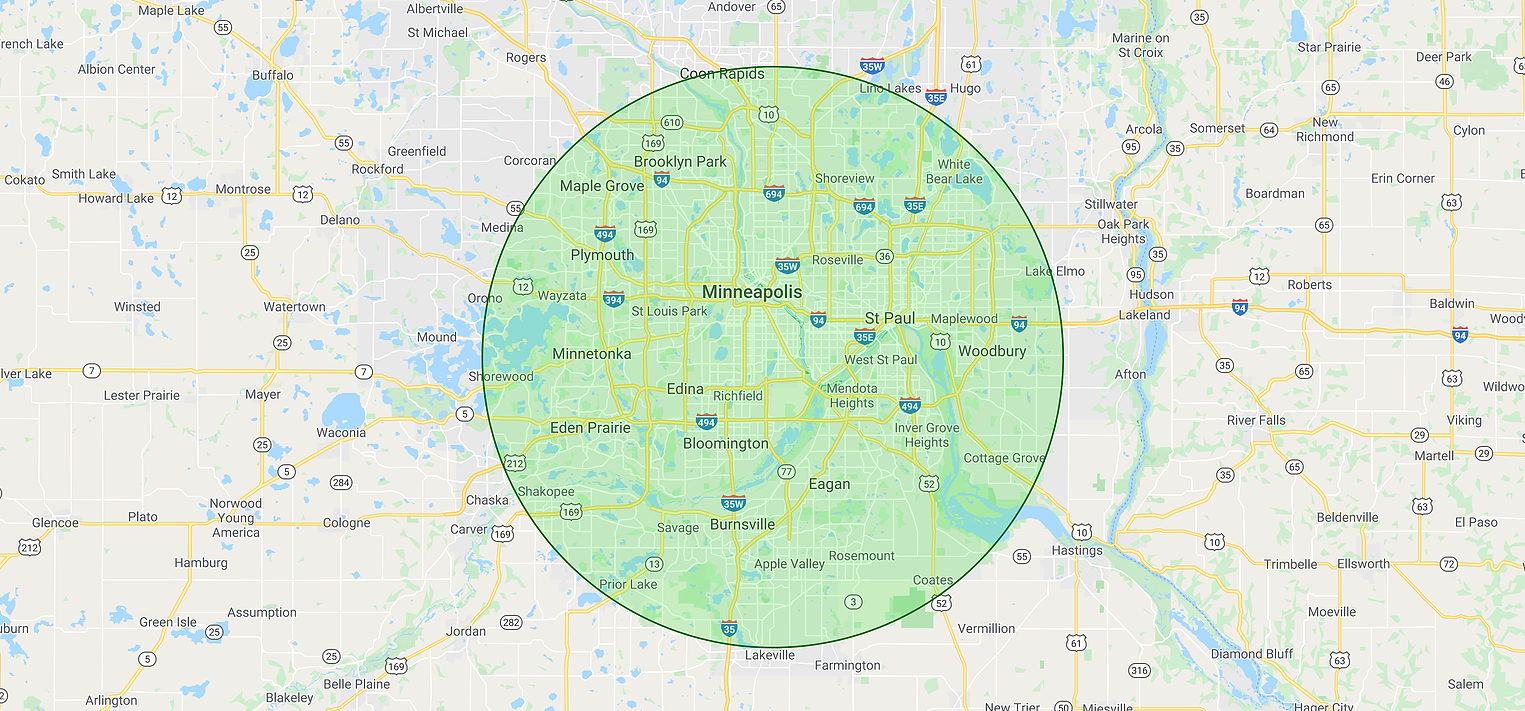 Maple Lake
Albertville
Andover
65
35
55
St Michael
Marine on
St Croix
Star Prairie
Deer Park
Albion Center
Rogers
35W
61
Buffalo
Coon Rapids
Lino Lakes
Hugo
35E
65
46
610
10
Arcola
Somerset
64
New
Richmond
Cylon
55
169
95
35
Greenfield
Corcoran
Brooklyn Park
White
Bear Lake
Rockford
Cokato
Smith Lake
Montrose
Maple Grove
94
694
Shoreview
Erin Corner
Howard Lake
12
12
55
694
35E
Stillwater
Boardman
63
Delano
Medina
494
169
Oak Park
Heights
65
25
Plymouth
35W
Roseville
36
35
Lake Elmo
95
12
Roberts
12
Orono
Wayzata
394
Minneapolis
Hudson
Winsted
Watertown
St Louis Park
94
St Paul
Maplewood
94
Lakeland
94
Baldwin
Mound
35E
10
94
25
Minnetonka
West St Paul
Woodbury
35
7
7
Shorewood
Afton
65
63
Lester Prairie
Mayer
Edina
Richfield
Mendota
Heights
494
5
494
Waconia
Eden Prairie
Inver Grove
Heights
River Falls
Viking
25
Bloomington
29
212
Cottage Grove
Martell
29
5
284
77
65
35
Chaska
Shakopee
Eagan
52
Norwood
Young
America
169
35W
63
Glencoe
Plato
Cologne
Carver
169
Savage
Burnsville
10
Beldenville
El Paso
212
Hastings
55
10
Hamburg
13
Apple Valley
Rosemount
Trimbelle
Ellsworth
72
Prior Lake
Coates
Assumption
3
52
Moeville
Green Isle
25
282
Jordan
35
Vermillion
61
5
25
169
Lakeville
Farmington
316
Diamond Bluff
63
Belle Plaine
Salem
Arlington
Blakeley
New Trier
50
Miesville
Hager City